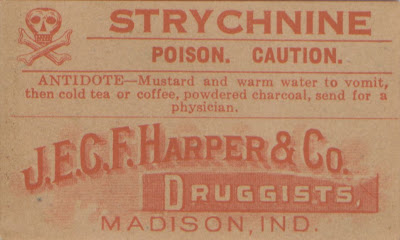 STRYCHNINE
POISON. CAUTION.
ANTIDOTE—Mustard and warm water to vomit,
then cold tea or coffee, powdered charcoal, send for a
physician.
J.E.C.F. HARPER & CO.
DRUGGISTS,
MADISON, IND.